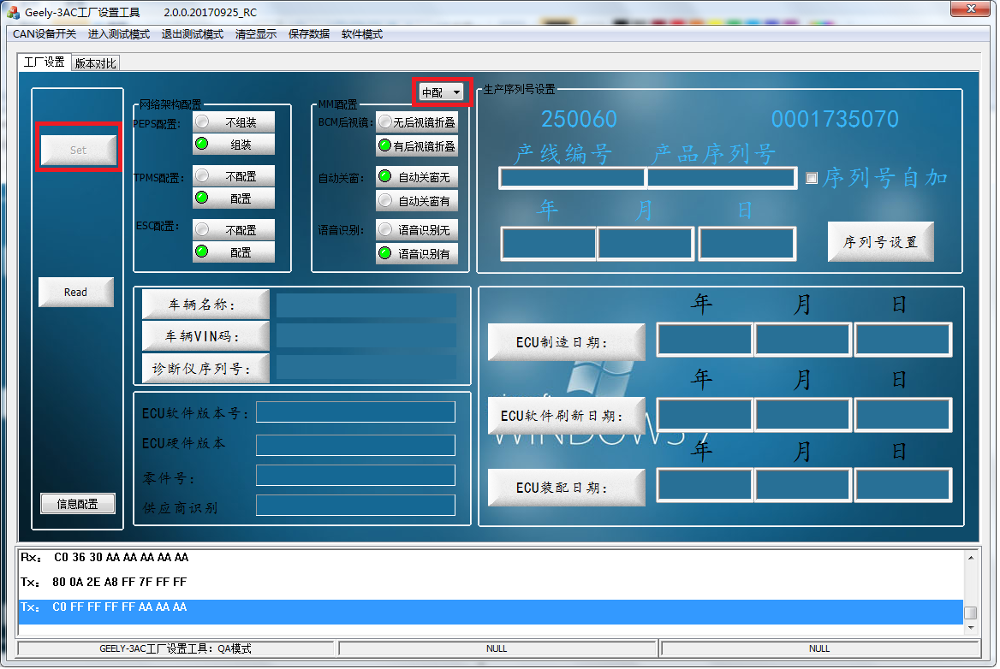 Geely-3AC工厂设置工具 2.0.0.20170925_RC
CAN设备开关 进入测试模式 退出测试模式 清空显示 保存数据 软件模式
工厂设置 版本对比
Set
Read
信息配置
网络架构配置
PEPS配置:
不组装
组装
TPMS配置:
不配置
配置
ESC配置:
不配置
配置
中配
MMI配置
BCM后视镜:
无后视镜折叠
有后视镜折叠
自动关窗:
自动关窗无
自动关窗有
语音识别:
语音识别无
语音识别有
生产序列号设置
250060 0001735070
产线编号 产品序列号
序列号自加
年 月 日
序列号设置
车辆名称:
车辆VIN码:
诊断仪序列号:
ECU软件版本号:
ECU硬件版本
零件号:
供应商识别
年 月 日
ECU制造日期:
年 月 日
ECU软件刷新日期:
年 月 日
ECU装配日期:
WINDOWS 7
Rx: C0 36 30 AA AA AA AA AA
Tx: 80 0A 2E A8 FF 7F FF FF
Tx: C0 FF FF FF FF AA AA AA
GEELY-3AC工厂设置工具: QA模式 NULL NULL